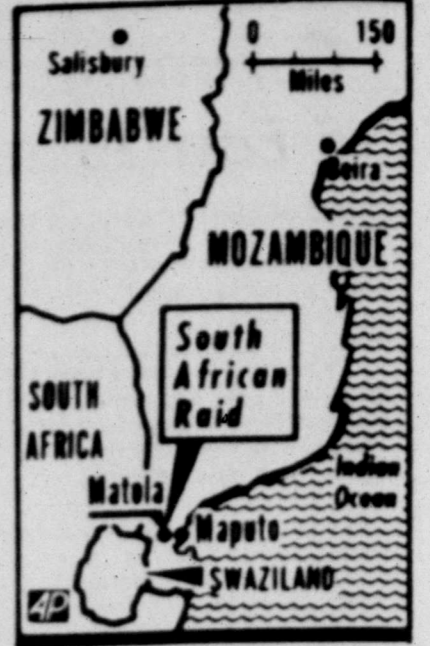 0 150
Miles
Salisbury
ZIMBABWE
Beira
MOZAMBIQUE
South
African
Raid
SOUTH
AFRICA
Indian
Ocean
Matola
Maputo
SWAZILAND
AP